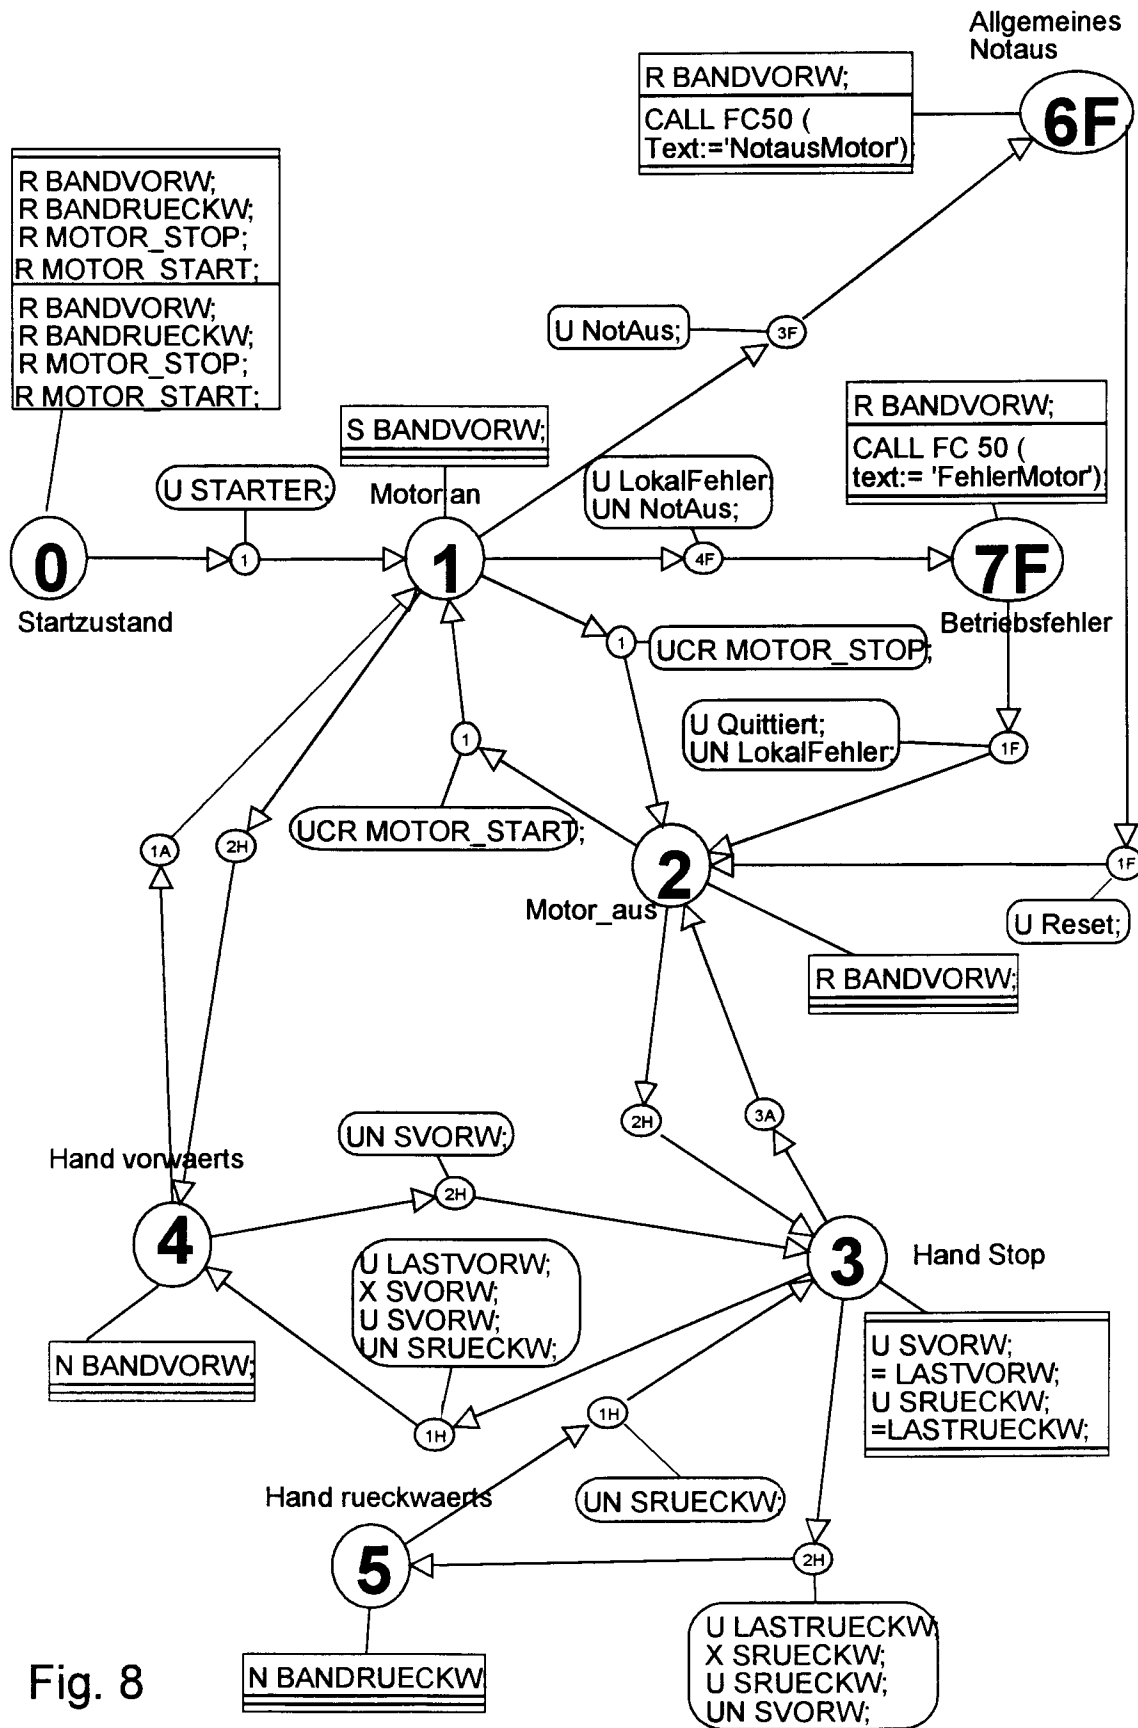 Allgemeines
Notaus
R BANDVORW;
CALL FC50 (
Text:='NotausMotor')
6F
R BANDVORW;
R BANDRUECKW;
R MOTOR_STOP;
R MOTOR_START;
R BANDVORW;
R BANDRUECKW;
R MOTOR_STOP;
R MOTOR_START;
U NotAus;
3F
R BANDVORW;
CALL FC 50 (
text:= 'FehlerMotor')
S BANDVORW;
U STARTER;
Motor an
U LokalFehler
UN NotAus;
0
1
1
4F
7F
Startzustand
Betriebsfehler
1
UCR MOTOR_STOP;
U Quittiert;
UN LokalFehler;
1F
1
UCR MOTOR_START;
1A
2H
2
1F
Motor_aus
U Reset;
R BANDVORW;
2H
3A
UN SVORW;
Hand vorwaerts
2H
4
3
Hand Stop
U LASTVORW;
X SVORW;
U SVORW;
UN SRUECKW;
N BANDVORW;
U SVORW;
= LASTVORW;
U SRUECKW;
=LASTRUECKW;
1H
1H
Hand rueckwaerts
UN SRUECKW;
5
2H
U LASTRUECKW;
X SRUECKW;
U SRUECKW;
UN SVORW;
N BANDRUECKW
Fig. 8